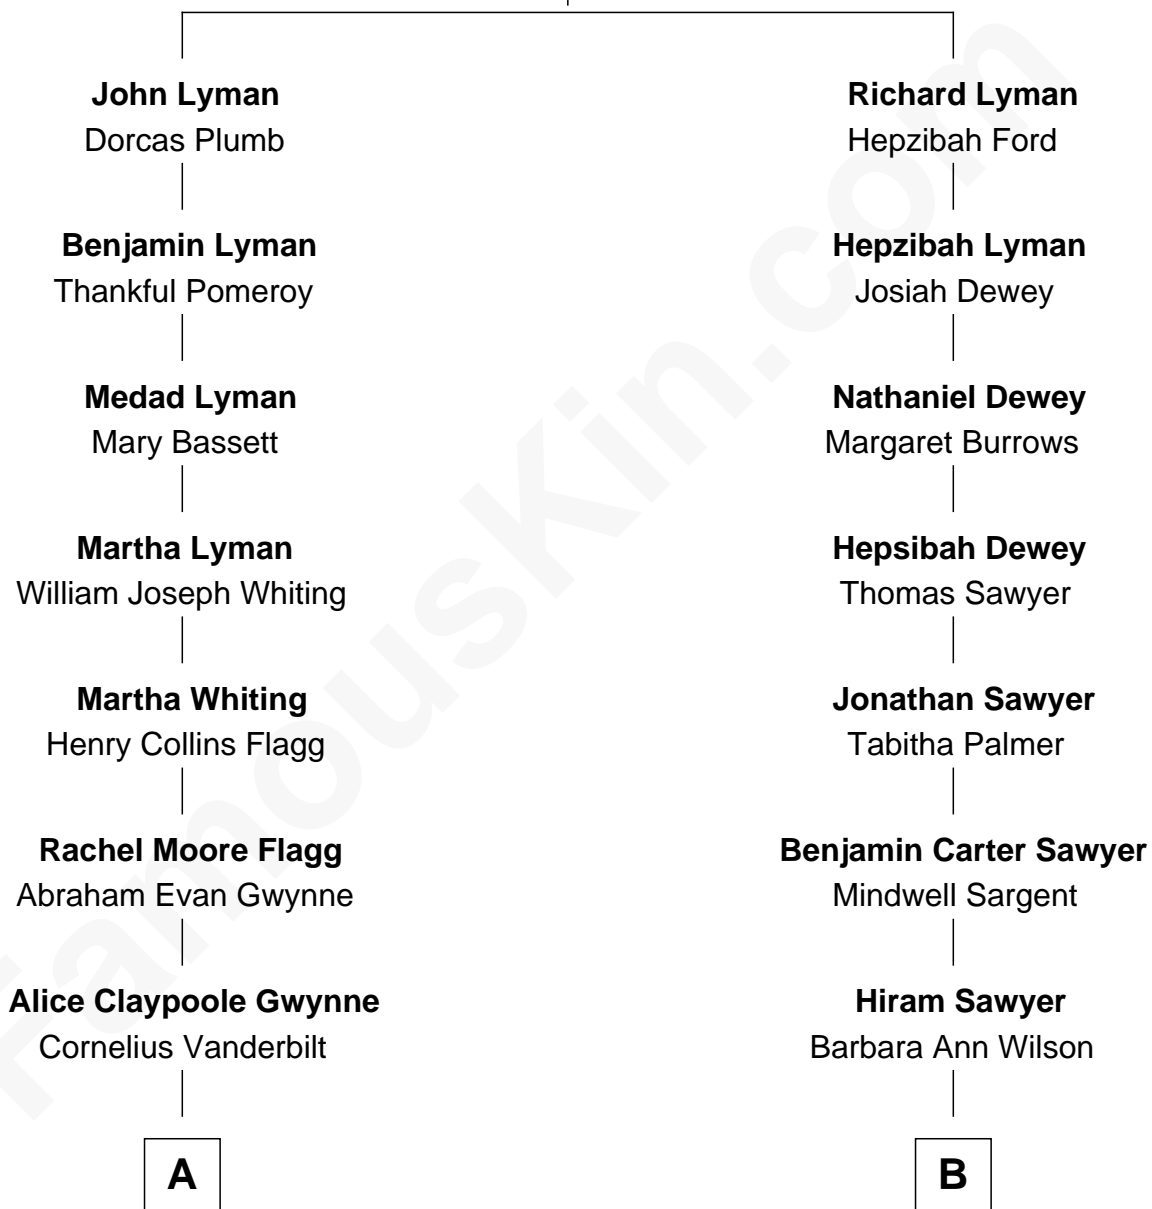 John Lyman
Dorcas Plumb
Benjamin Lyman
Thankful Pomeroy
Medad Lyman
Mary Bassett
Martha Lyman
William Joseph Whiting
Martha Whiting
Henry Collins Flagg
Rachel Moore Flagg
Abraham Evan Gwynne
Alice Claypoole Gwynne
Cornelius Vanderbilt
A
Richard Lyman
Hepzibah Ford
Hepzibah Lyman
Josiah Dewey
Nathaniel Dewey
Margaret Burrows
Hepsibah Dewey
Thomas Sawyer
Jonathan Sawyer
Tabitha Palmer
Benjamin Carter Sawyer
Mindwell Sargent
Hiram Sawyer
Barbara Ann Wilson
B
FamousKin.com